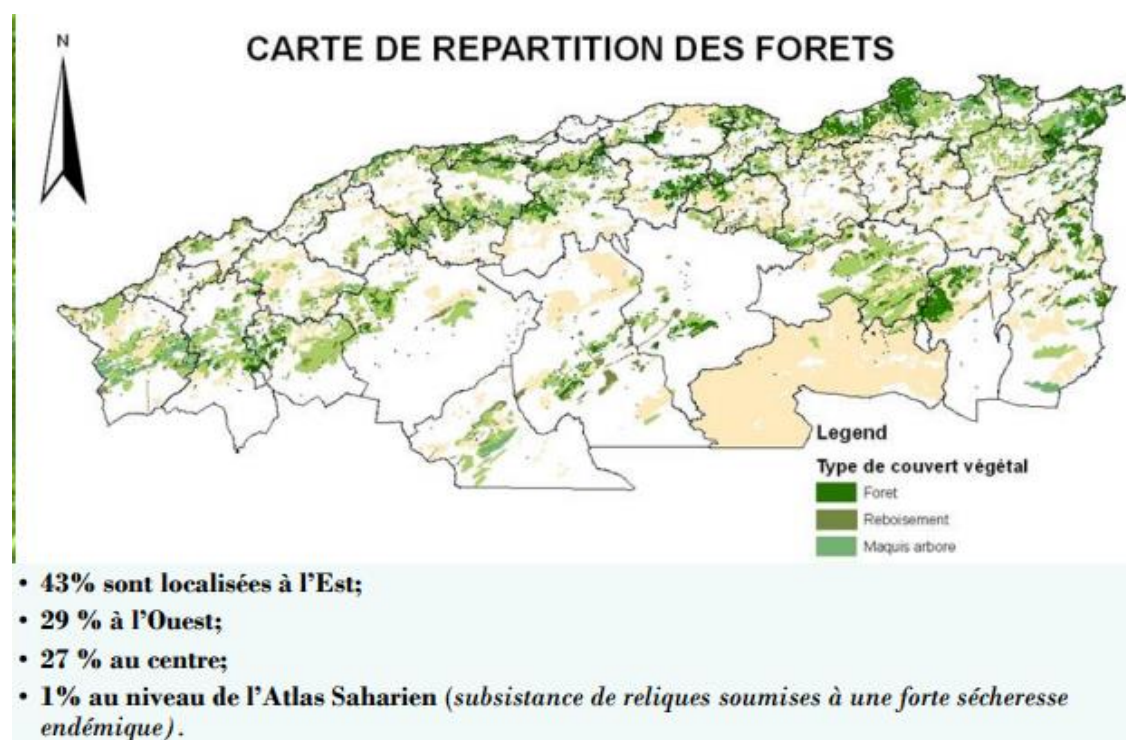 N
CARTE DE REPARTITION DES FORETS
Legend
Type de couvert végétal
Foret
Reboisement
Maquis arbore
• 43% sont localisées à l'Est;
• 29 % à l'Ouest;
• 27 % au centre;
• 1% au niveau de l'Atlas Saharien (subsistance de reliques soumises à une forte sécheresse
endémique).